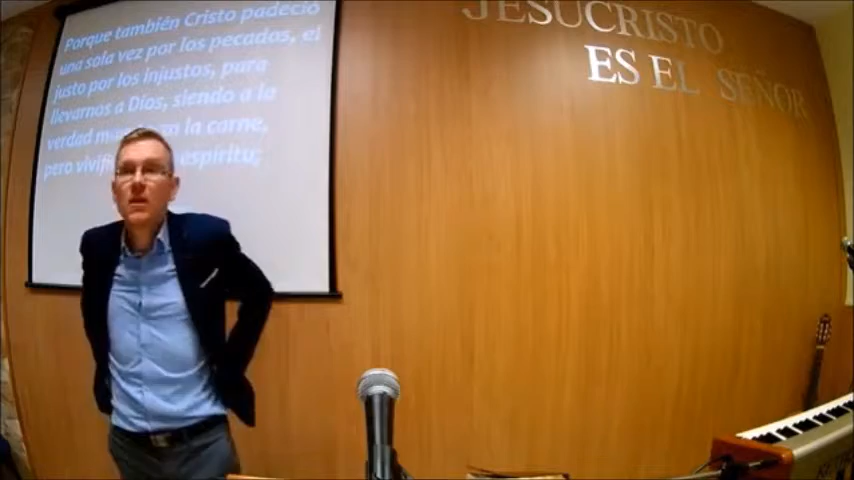 Porque también Cristo padeció
una sola vez por los pecados, el
justo por los injustos, para
llevarnos a Dios, siendo a la
verdad la carne,
pero espíritu;
JESUCRISTO
ES EL SEÑOR